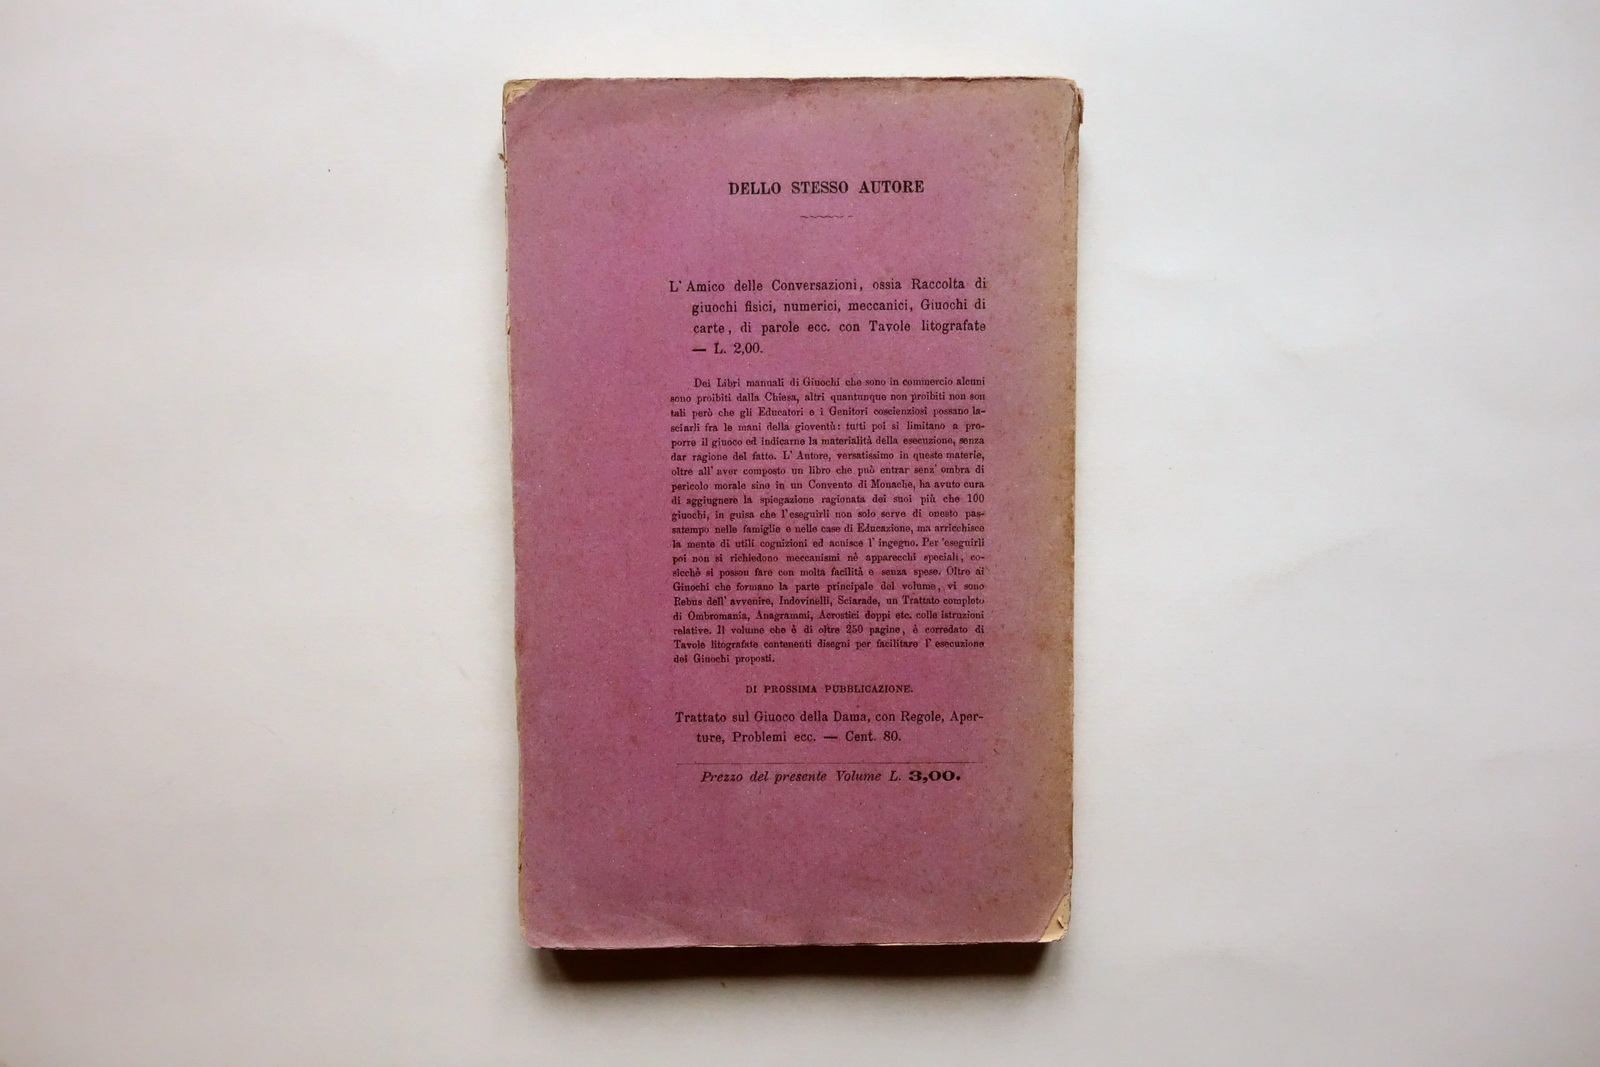 DELLO STESSO AUTORE
L' Amico delle Conversazioni, ossia Raccolta di
giuochi fisici, numerici, meccanici, Giuochi di
carte, di parole ecc. con Tavole litografate
— L. 2,00.
Dei Libri manuali di Giuochi che sono in commercio alcuni
sono proibiti dalla Chiesa, altri quantunque non proibiti non son
tali però che gli Educatori e i Genitori coscienziosi possano la-
sciarli fra le mani della gioventù: tutti poi si limitano a pro-
porre il giuoco ed indicarne la materialità della esecuzione, senza
dar ragione del fatto. L' Autore, versatissimo in queste materie,
oltre all' aver composto un libro che può entrar senz' ombra di
pericolo morale sino in un Convento di Monache, ha avuto cura
di aggiugnere la spiegazione ragionata dei suoi più che 100
giuochi, in guisa che l'eseguirli non solo serve di onesto pas-
satempo nelle famiglie e nelle case di Educazione, ma arricchisce
la mente di utili cognizioni ed acuisce l' ingegno. Per 'eseguirli
poi non si richiedono meccanismi nè apparecchi speciali, co-
sicchè si posson fare con molta facilità e senza spese. Oltre ai
Giuochi che formano la parte principale del volume, vi sono
Rebus dell' avvenire, Indovinelli, Sciarade, un Trattato completo
di Ombromania, Anagrammi, Acrostici doppi etc. colle istruzioni
relative. Il volume che è di oltre 250 pagine, è corredato di
Tavole litografate contenenti disegni per facilitare l' esecuzione
dei Giuochi proposti.
DI PROSSIMA PUBBLICAZIONE.
Trattato sul Giuoco della Dama, con Regole, Aper-
ture, Problemi ecc. — Cent. 80.
Prezzo del presente Volume L. 3,00.